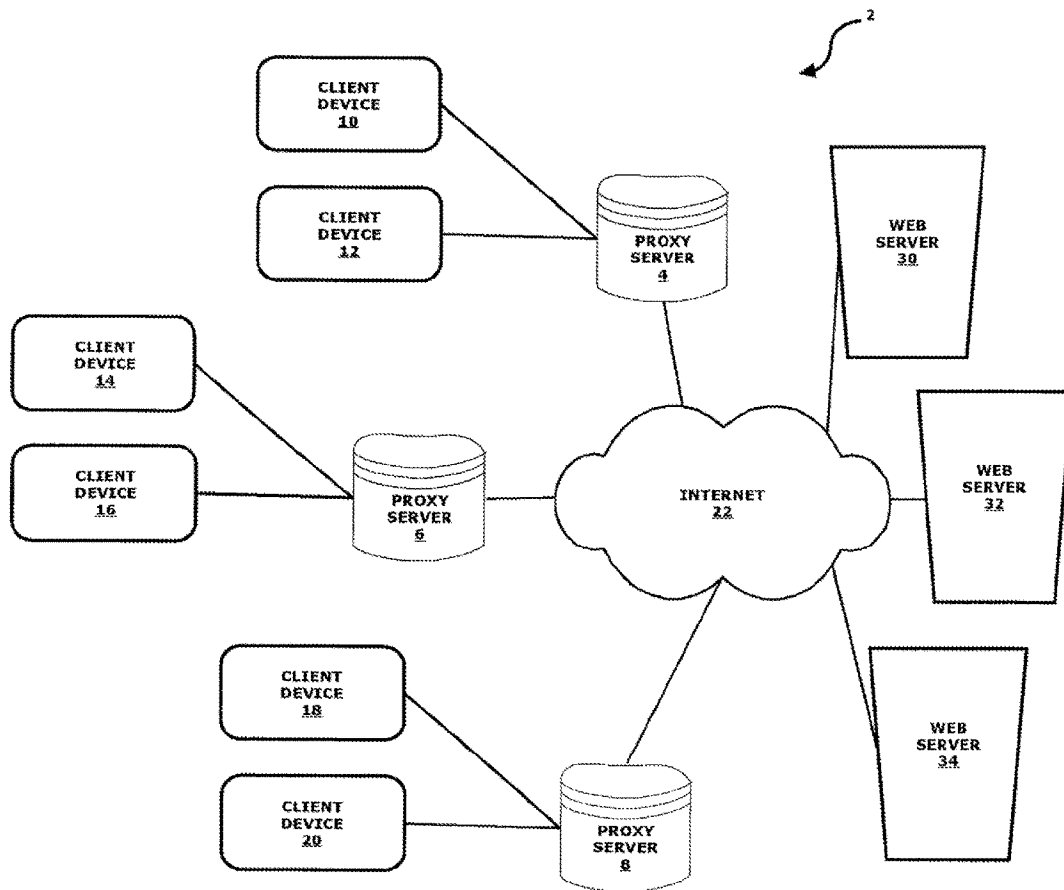 2
CLIENT
DEVICE
10
CLIENT
DEVICE
12
PROXY
SERVER
4
WEB
SERVER
30
CLIENT
DEVICE
14
CLIENT
DEVICE
16
PROXY
SERVER
6
INTERNET
22
WEB
SERVER
32
CLIENT
DEVICE
18
CLIENT
DEVICE
20
PROXY
SERVER
8
WEB
SERVER
34